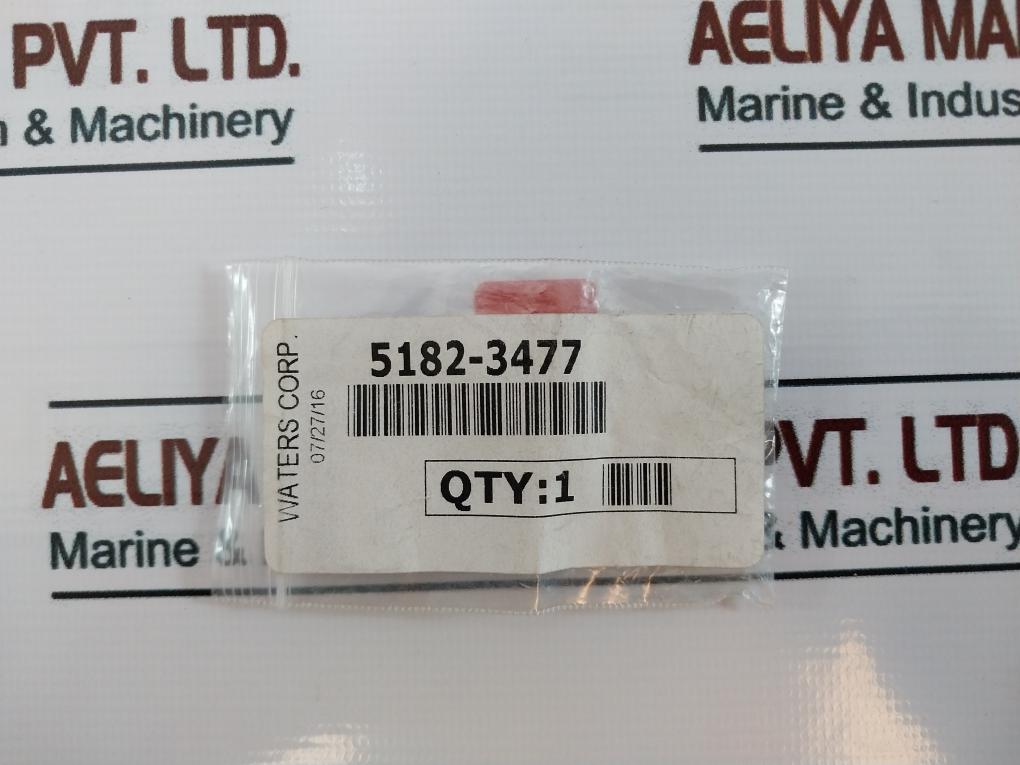 PVT. LTD.
& Machinery
AELIYA MA
Marine & Indus
5182-3477
WATERS CORP.
07/27/16
QTY:1
AELIYA
Marine &
PVT. LTD
& Machinery